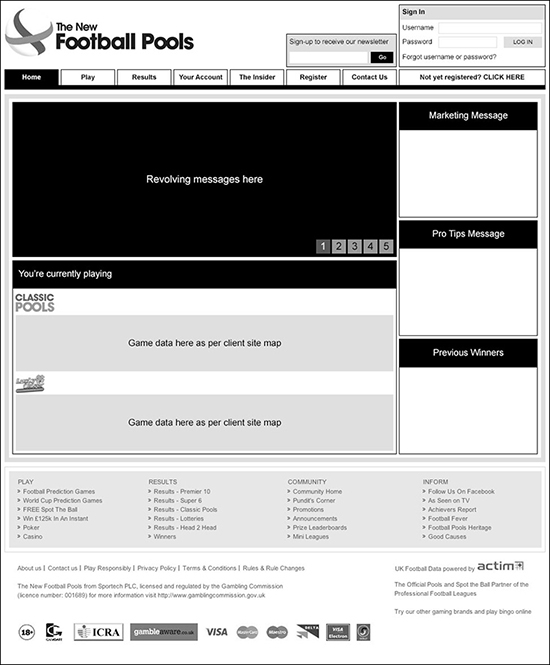 The New
Football Pools
Sign-up to receive our newsletter
Go
Sign In
Username
Password
LOG IN
Forgot username or password?
Home
Play
Results
Your Account
The Insider
Register
Contact Us
Not yet registered? CLICK HERE
Revolving messages here
1 2 3 4 5
Marketing Message
Pro Tips Message
Previous Winners
You're currently playing
CLASSIC
POOLS
Game data here as per client site map
Game data here as per client site map
PLAY
» Football Prediction Games
» World Cup Prediction Games
» FREE Spot The Ball
» Win £125k In An Instant
» Poker
» Casino
RESULTS
» Results - Premier 10
» Results - Super 6
» Results - Classic Pools
» Results - Lotteries
» Results - Head 2 Head
» Winners
COMMUNITY
» Community Home
» Pundit's Corner
» Promotions
» Announcements
» Prize Leaderboards
» Mini Leagues
INFORM
» Follow Us On Facebook
» As Seen on TV
» Achievers Report
» Football Fever
» Football Pools Heritage
» Good Causes
About us | Contact us | Play Responsibly | Privacy Policy | Terms & Conditions | Rules & Rule Changes
The New Football Pools from Sportech PLC, licensed and regulated by the Gambling Commission
(licence number: 001689) for more information visit http://www.gamblingcommission.gov.uk
UK Football Data powered by actim
The Official Pools and Spot the Ball Partner of the
Professional Football Leagues
Try our other gaming brands and play bingo online
18+
ICRA
gambleaware.co.uk
VISA
MasterCard
Maestro
DELTA
VISA
Electron